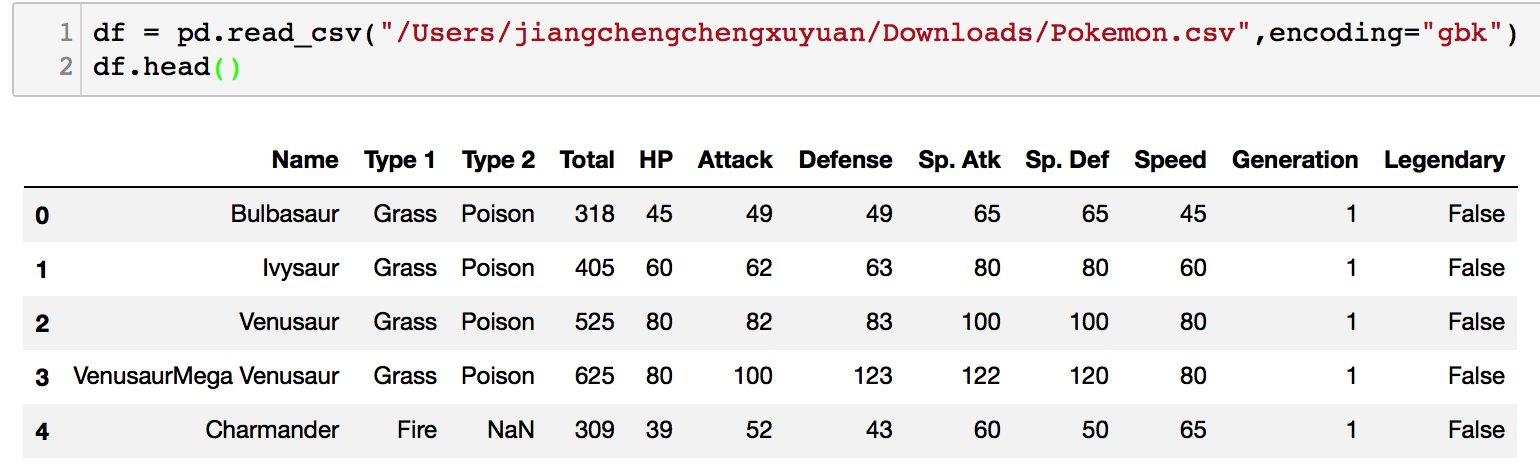 1 df = pd.read_csv("/Users/jiangchengchengxuyuan/Downloads/Pokemon.csv",encoding="gbk")
2 df.head()
Name Type 1 Type 2 Total HP Attack Defense Sp. Atk Sp. Def Speed Generation Legendary
0 Bulbasaur Grass Poison 318 45 49 49 65 65 45 1 False
1 Ivysaur Grass Poison 405 60 62 63 80 80 60 1 False
2 Venusaur Grass Poison 525 80 82 83 100 100 80 1 False
3 VenusaurMega Venusaur Grass Poison 625 80 100 123 122 120 80 1 False
4 Charmander Fire NaN 309 39 52 43 60 50 65 1 False